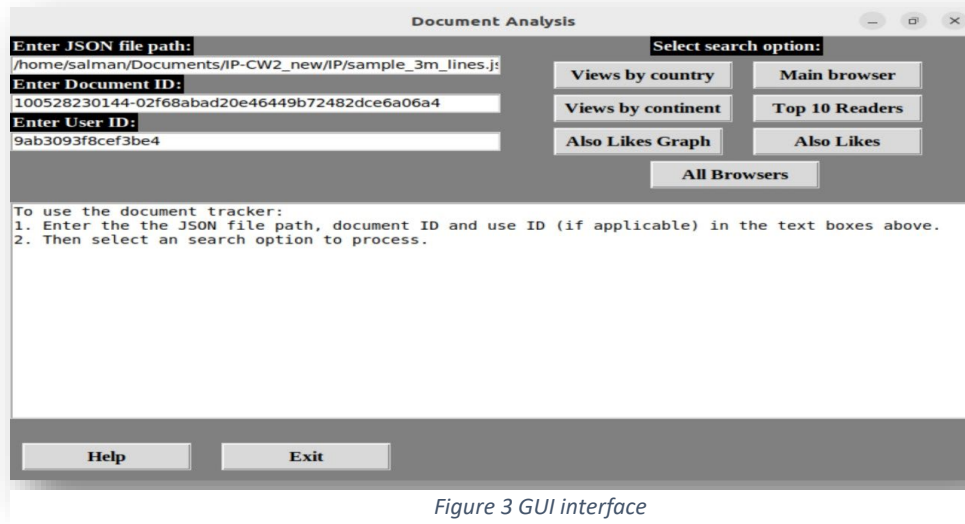 Document Analysis
Enter JSON file path:
/home/salman/Documents/IP-CW2_new/IP/sample_3m_lines.js
Enter Document ID:
100528230144-02f68abad20e46449b72482dce6a06a4
Enter User ID:
9ab3093f8cef3be4
Select search option:
Views by country
Main browser
Views by continent
Top 10 Readers
Also Likes Graph
Also Likes
All Browsers
To use the document tracker:
1. Enter the the JSON file path, document ID and use ID (if applicable) in the text boxes above.
2. Then select an search option to process.
Help
Exit
Figure 3 GUI interface